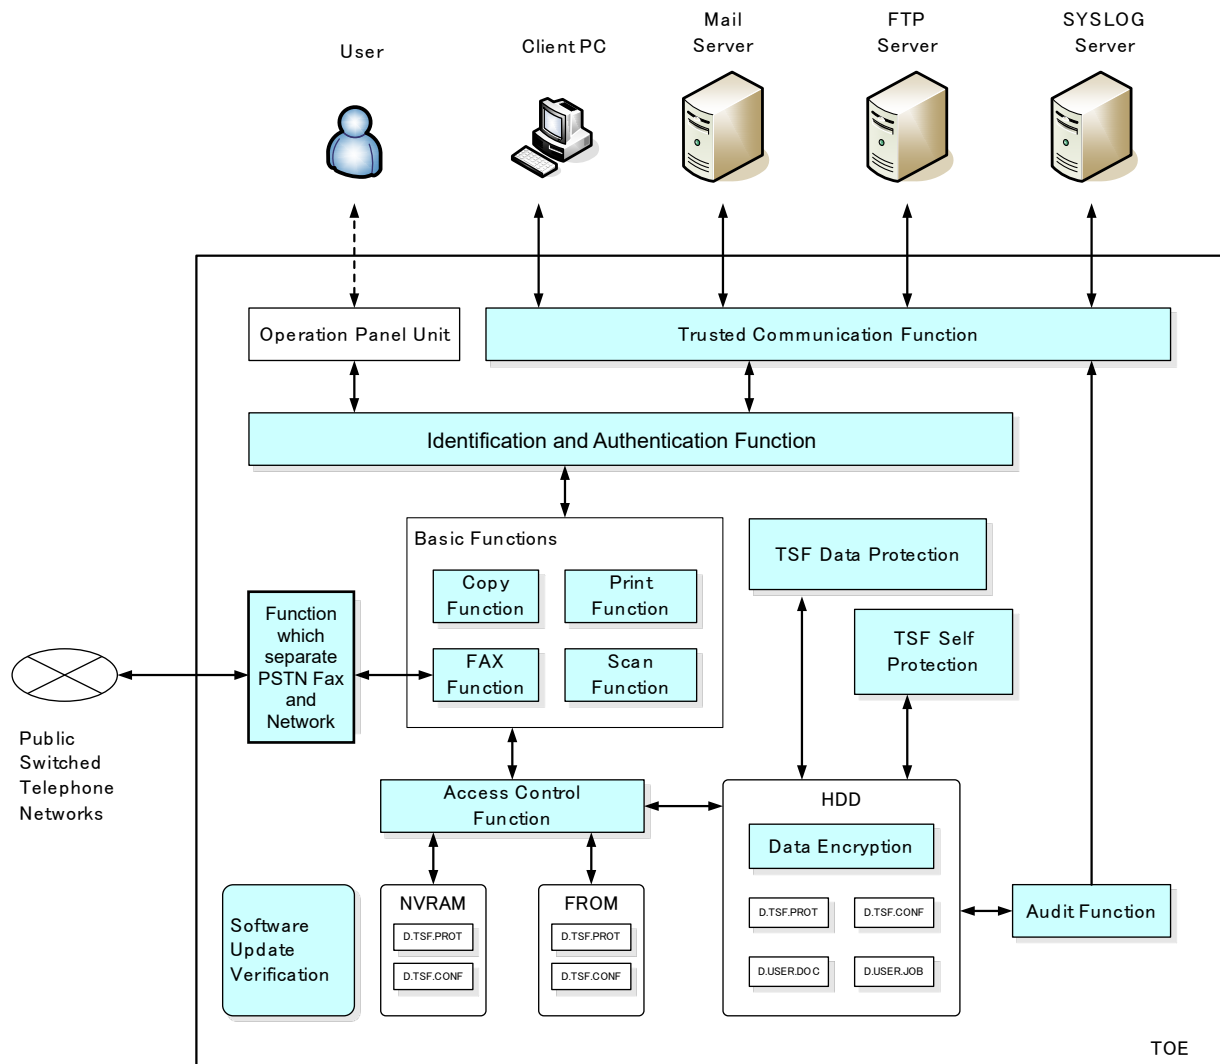 User
Client PC
Mail
Server
FTP
Server
SYSLOG
Server
Operation Panel Unit
Trusted Communication Function
Identification and Authentication Function
Basic Functions
Copy
Function
Print
Function
FAX
Function
Scan
Function
TSF Data Protection
TSF Self
Protection
Function
which
separate
PSTN Fax
and
Network
Public
Switched
Telephone
Networks
Access Control
Function
HDD
Data Encryption
D.TSF.PROT
D.TSF.CONF
D.USER.DOC
D.USER.JOB
Audit Function
Software
Update
Verification
NVRAM
D.TSF.PROT
D.TSF.CONF
FROM
D.TSF.PROT
D.TSF.CONF
TOE